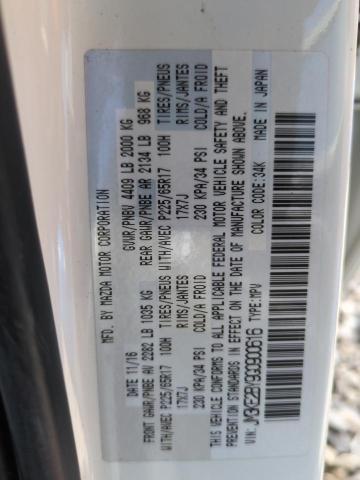 MFD. BY MAZDA MOTOR CORPORATION
DATE 11/16 GVWR/PNBV 4409 LB 2000 KG
FRONT GAWR/PNBE AV 2282 LB 1035 KG REAR GAWR/PNBE AR 2134 LB 968 KG
WITH/AVEC P225/65R17 100H TIRES/PNEUS WITH/AVEC P225/65R17 100H TIRES/PNEUS
17X7J RIMS/JANTES 17X7J RIMS/JANTES
230 KPA/34 PSI COLD/A FROID 230 KPA/34 PSI COLD/A FROID
THIS VEHICLE CONFORMS TO ALL APPLICABLE FEDERAL MOTOR VEHICLE SAFETY AND THEFT
PREVENTION STANDARDS IN EFFECT ON THE DATE OF MANUFACTURE SHOWN ABOVE.
VIN: TYPE:MPV COLOR CODE:34K MADE IN JAPAN